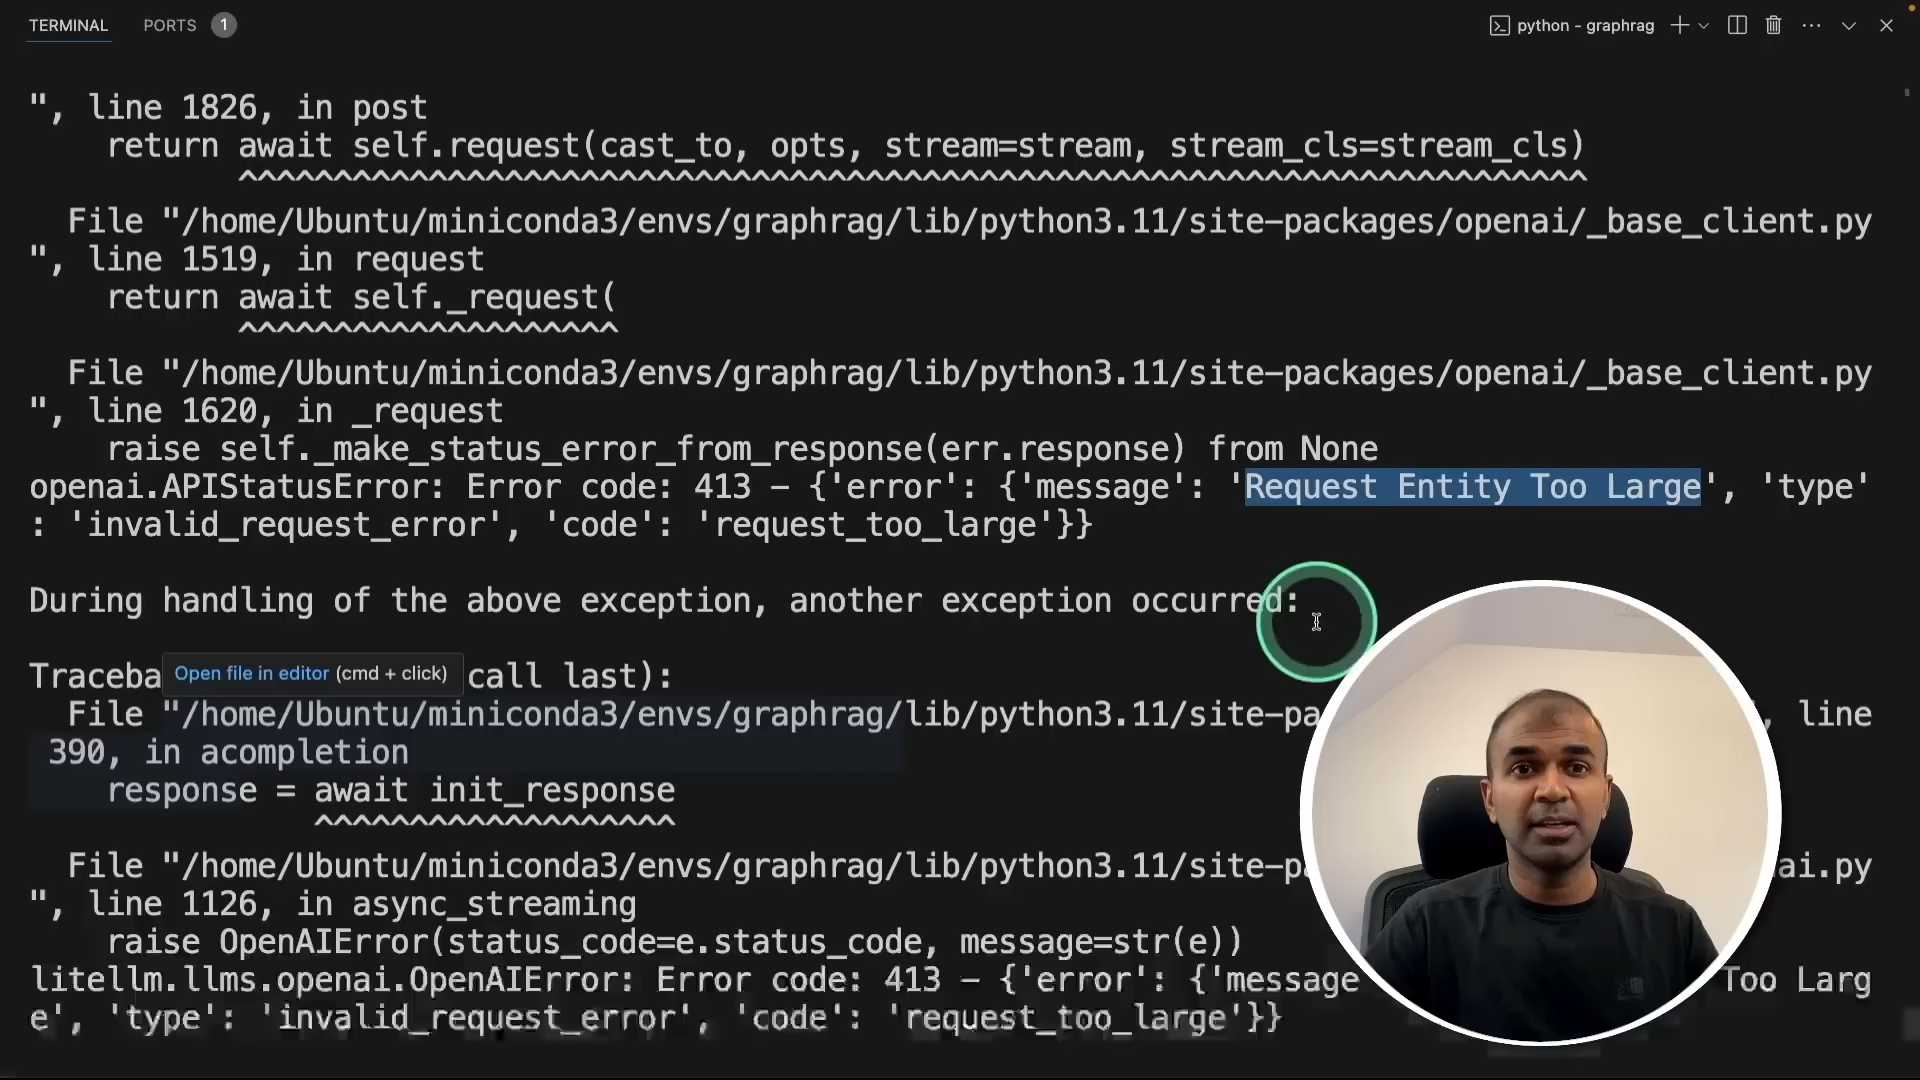 TERMINAL PORTS 1 python - graphrag
", line 1826, in post
return await self.request(cast_to, opts, stream=stream, stream_cls=stream_cls)
^^^^^^^^^^^^^^^^^^^^^^^^^^^^^^^^^^^^^^^^^^^^^^^^^^^^^^^^^^^^^^^^^^^^^^^
File "/home/Ubuntu/miniconda3/envs/graphrag/lib/python3.11/site-packages/openai/_base_client.py
", line 1519, in request
return await self._request(
^^^^^^^^^^^^^^^^^^^^
File "/home/Ubuntu/miniconda3/envs/graphrag/lib/python3.11/site-packages/openai/_base_client.py
", line 1620, in _request
raise self._make_status_error_from_response(err.response) from None
openai.APIStatusError: Error code: 413 - {'error': {'message': 'Request Entity Too Large', 'type'
: 'invalid_request_error', 'code': 'request_too_large'}}
During handling of the above exception, another exception occurred:
Traceba call last):
Open file in editor (cmd + click)
File "/home/Ubuntu/miniconda3/envs/graphrag/lib/python3.11/site-pa , line
390, in acompletion
response = await init_response
^^^^^^^^^^^^^^^^^^^
File "/home/Ubuntu/miniconda3/envs/graphrag/lib/python3.11/site-pa ai.py
", line 1126, in async_streaming
raise OpenAIError(status_code=e.status_code, message=str(e))
litellm.llms.openai.OpenAIError: Error code: 413 - {'error': {'message Too Larg
e', 'type': 'invalid_request_error', 'code': 'request_too_large'}}